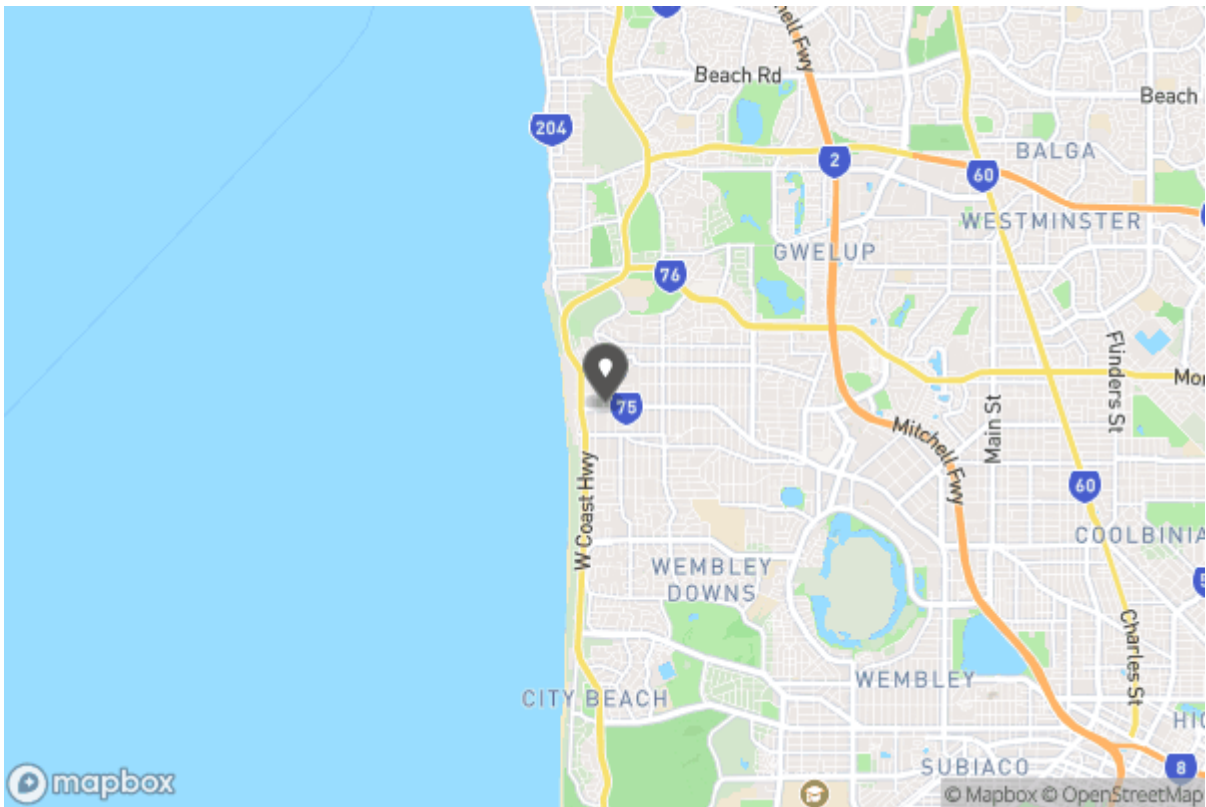 Mitchell Fwy
Beach Rd
Beach
204
2
BALGA
60
WESTMINSTER
GWELUP
76
Flinders St
Mor
75
Main St
Mitchell Fwy
60
W Coast Hwy
COOLBINIA
WEMBLEY
DOWNS
Charles St
WEMBLEY
CITY BEACH
SUBIACO
8
mapbox
© Mapbox © OpenStreetMap